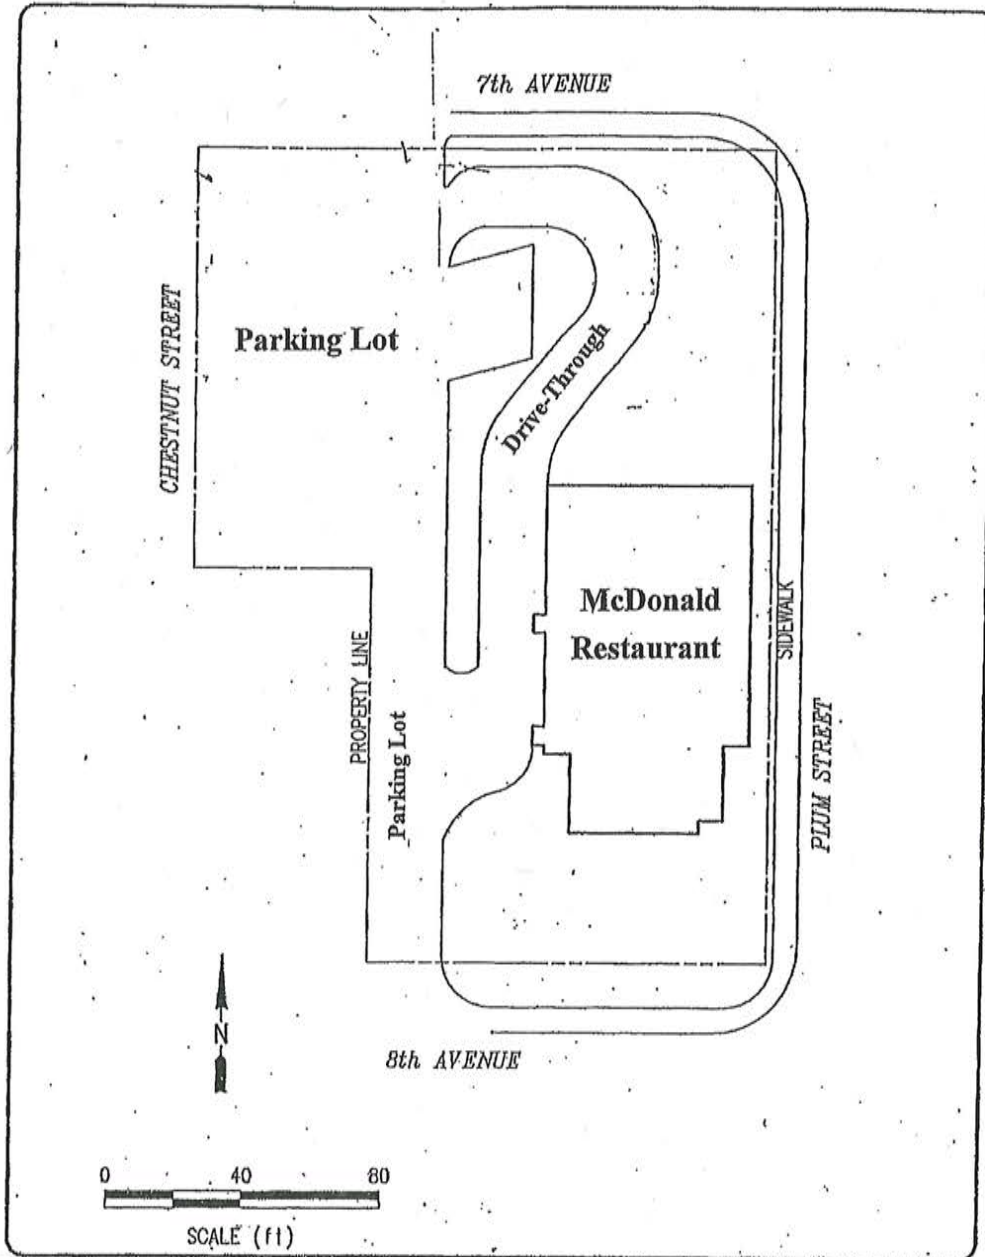 7th AVENUE
CHESTNUT STREET
Parking Lot
Drive-Through
McDonald
Restaurant
SIDEWALK
PROPERTY LINE
Parking Lot
PLUM STREET
8th AVENUE
N
0 40 80
SCALE (ft)